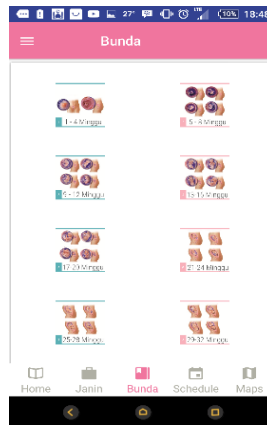 27° LTE 10% 18:48
Bunda
1 - 4 Minggu
5 - 8 Minggu
9 - 12 Minggu
13-16 Minggu
17-20 Minggu
21-24 Minggu
25-28 Minggu
29-32 Minggu
Home Janin Bunda Schedule Maps